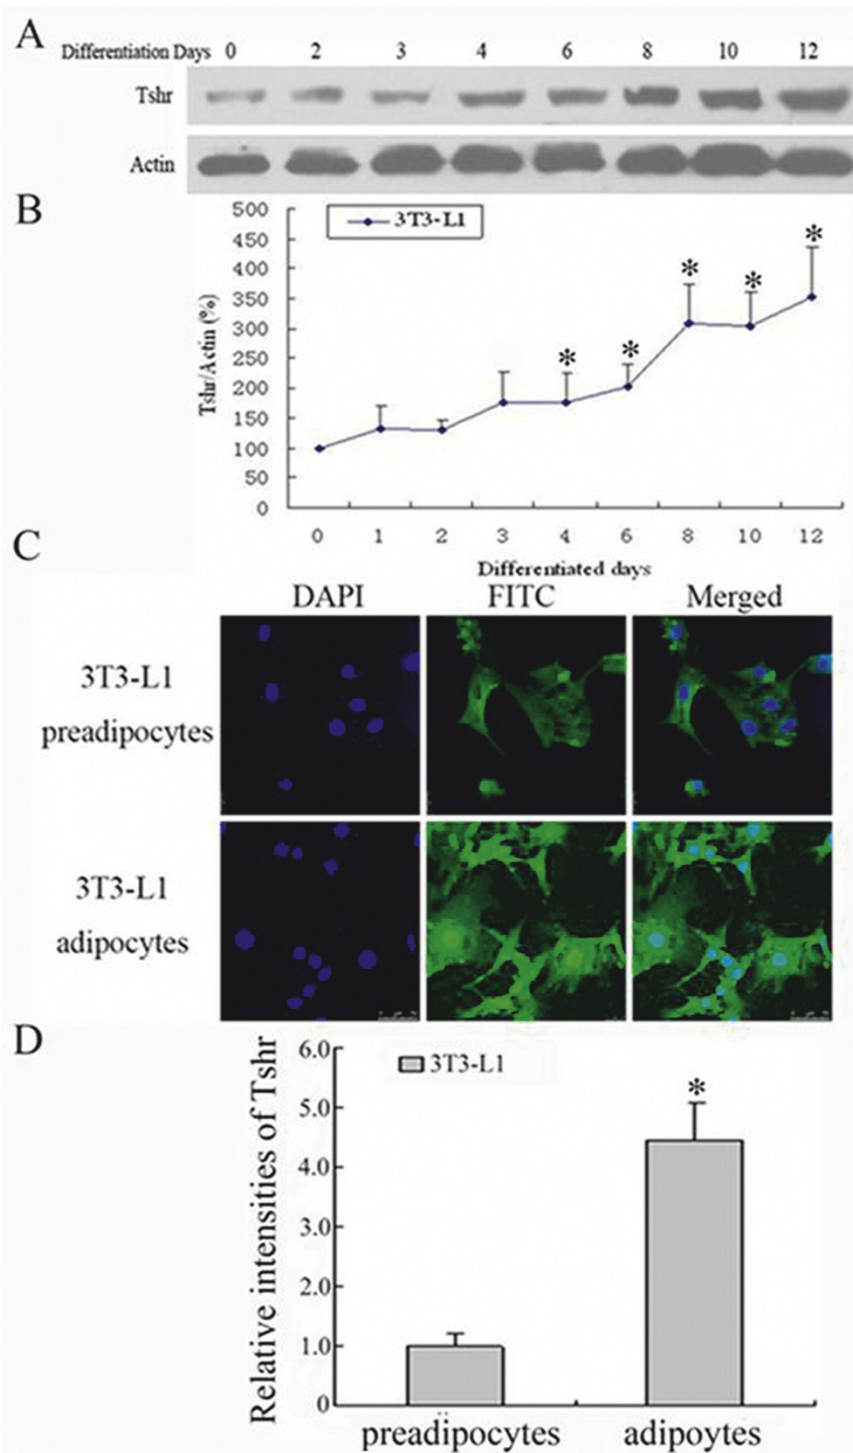 A
Differentiation Days 0 2 3 4 6 8 10 12
Tshr
Actin
B
500
450
400
350
300
250
200
150
100
50
0
Tshr/Actin (%)
3T3-L1
* * * * *
0 1 2 3 4 6 8 10 12
Differentiated days
C
DAPI FITC Merged
3T3-L1
preadipocytes
3T3-L1
adipocytes
D
Relative intensities of Tshr
6.0
5.0
4.0
3.0
2.0
1.0
0
3T3-L1
*
preadipocytes adipoytes